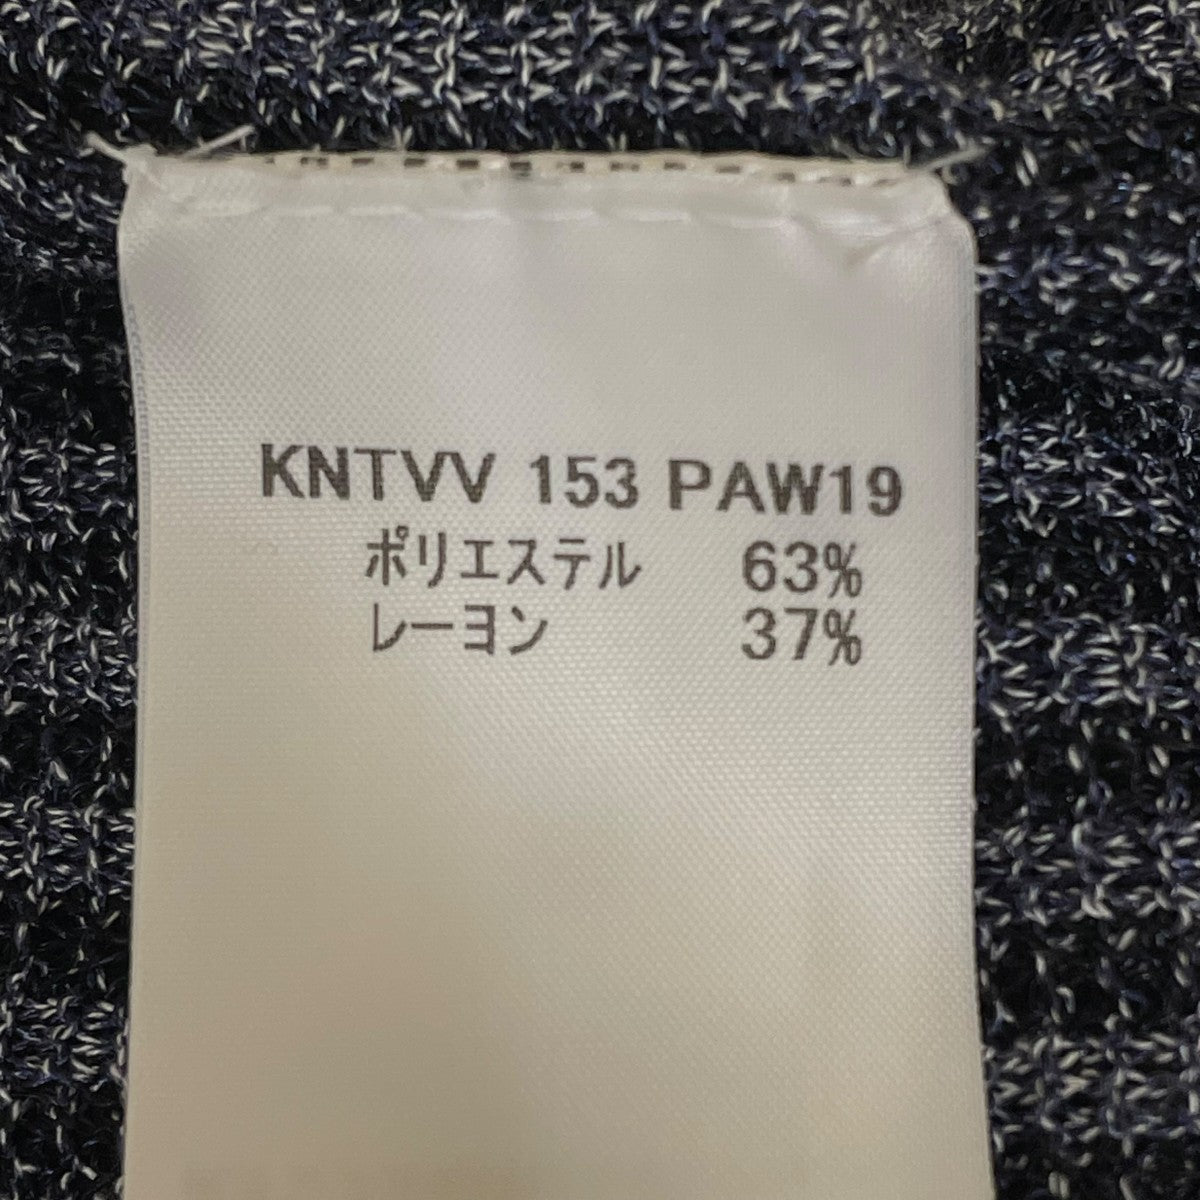 KNTVV 153 PAW19
ポリエステル 63%
レーヨン 37%